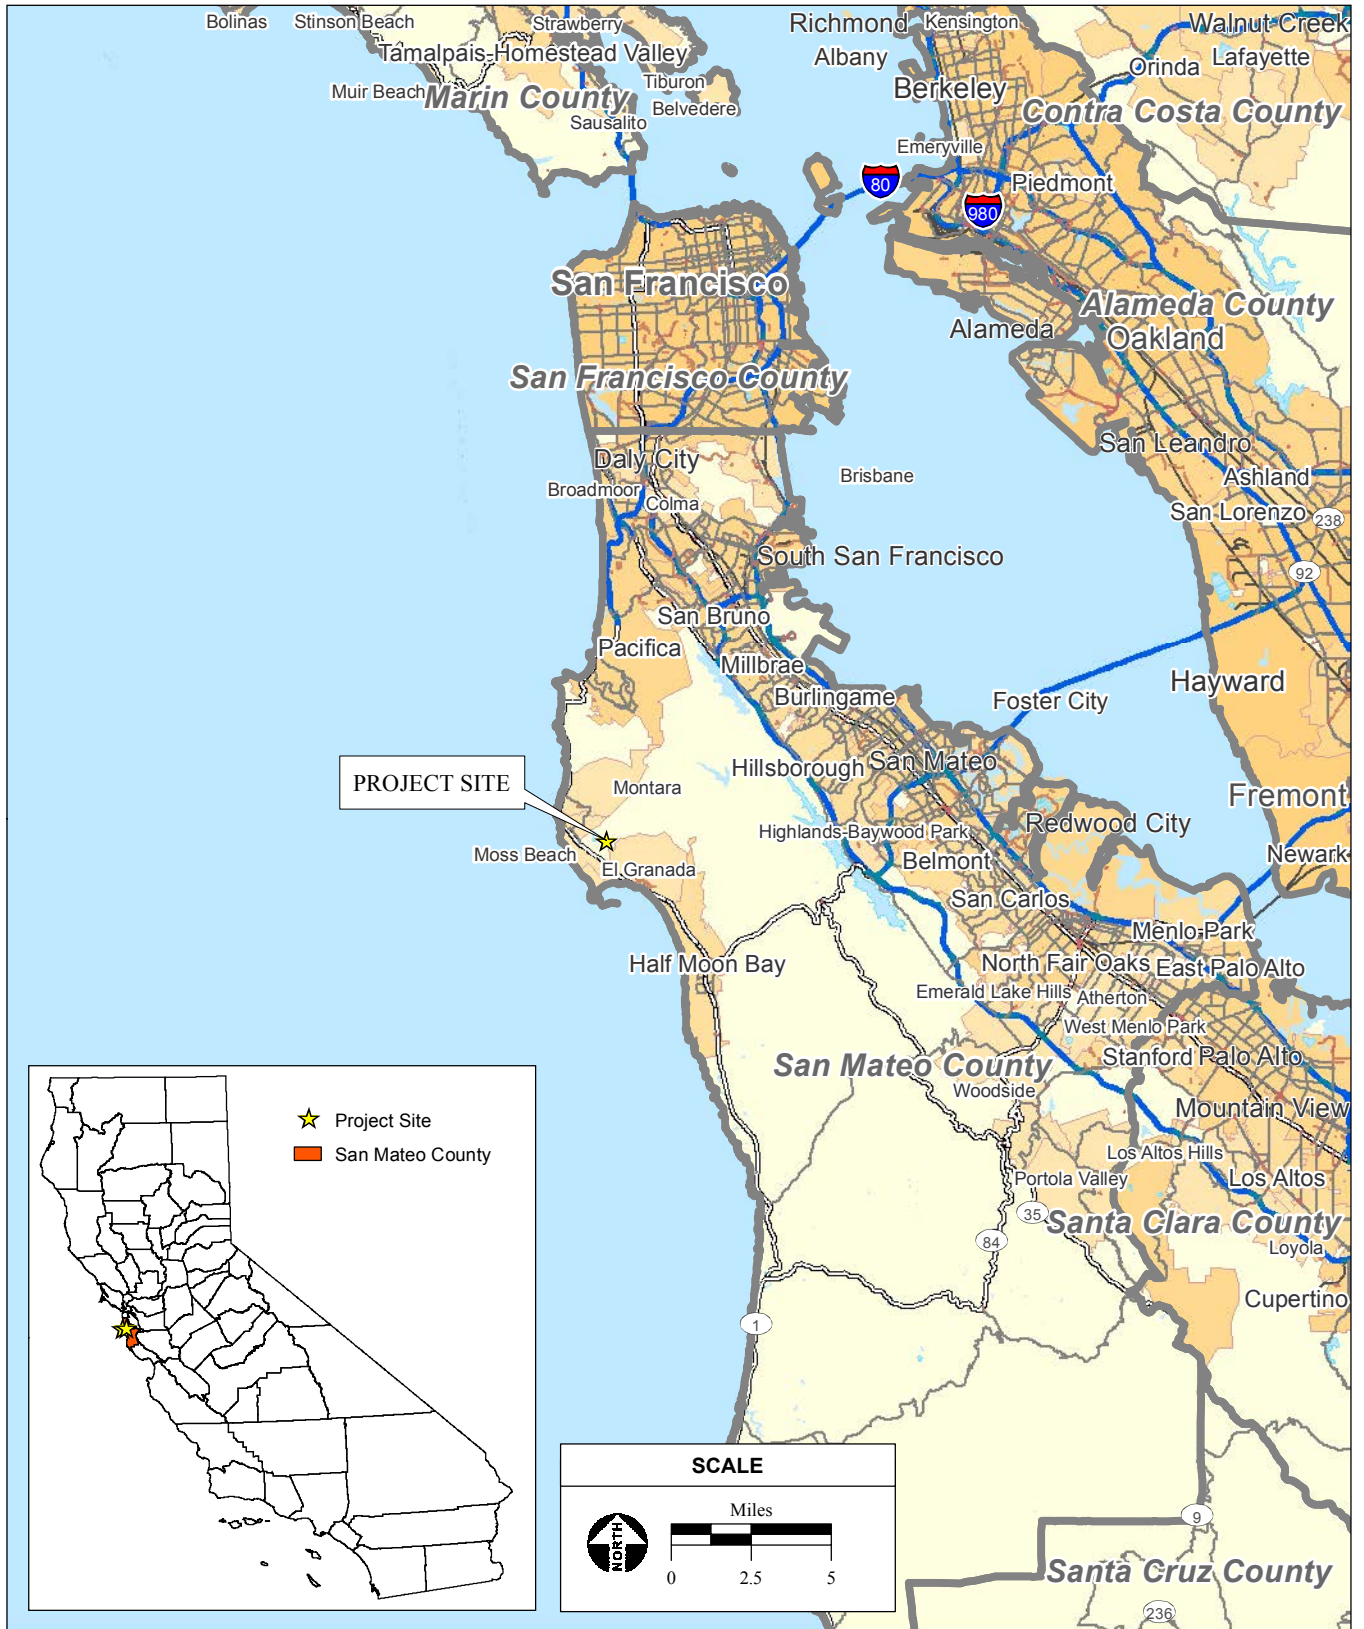 Bolinas
Stinson Beach
Strawberry
Richmond
Kensington
Walnut Creek
Tamalpais-Homestead Valley
Albany
Orinda
Lafayette
Tiburon
Muir Beach
Marin County
Belvedere
Berkeley
Contra Costa County
Sausalito
Emeryville
80
Piedmont
980
San Francisco
Alameda County
Alameda
Oakland
San Francisco County
San Leandro
Daly City
Brisbane
Ashland
Broadmoor
Colma
San Lorenzo
238
South San Francisco
92
San Bruno
Pacifica
Millbrae
Hayward
Burlingame
Foster City
Hillsborough
San Mateo
PROJECT SITE
Montara
Fremont
Highlands-Baywood Park
Redwood City
Moss Beach
El Granada
Belmont
Newark
San Carlos
Menlo Park
Half Moon Bay
North Fair Oaks
East Palo Alto
Emerald Lake Hills
Atherton
West Menlo Park
San Mateo County
Stanford
Palo Alto
Woodside
Mountain View
Los Altos Hills
Portola Valley
Los Altos
35
Santa Clara County
84
Loyola
Cupertino
1
Project Site
San Mateo County
SCALE
Miles
NORTH
0
2.5
5
9
Santa Cruz County
236